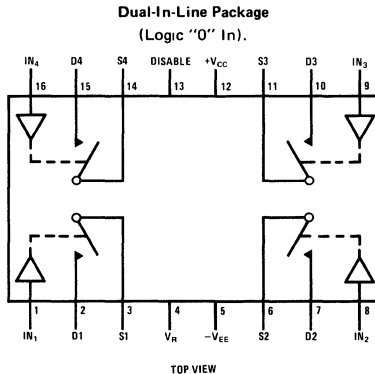 Dual-In-Line Package
(Logic "0" In).
IN4 D4 S4 DISABLE +VCC S3 D3 IN3
16 15 14 13 12 11 10 9
1 2 3 4 5 6 7 8
IN1 D1 S1 VR -VEE S2 D2 IN2
TOP VIEW